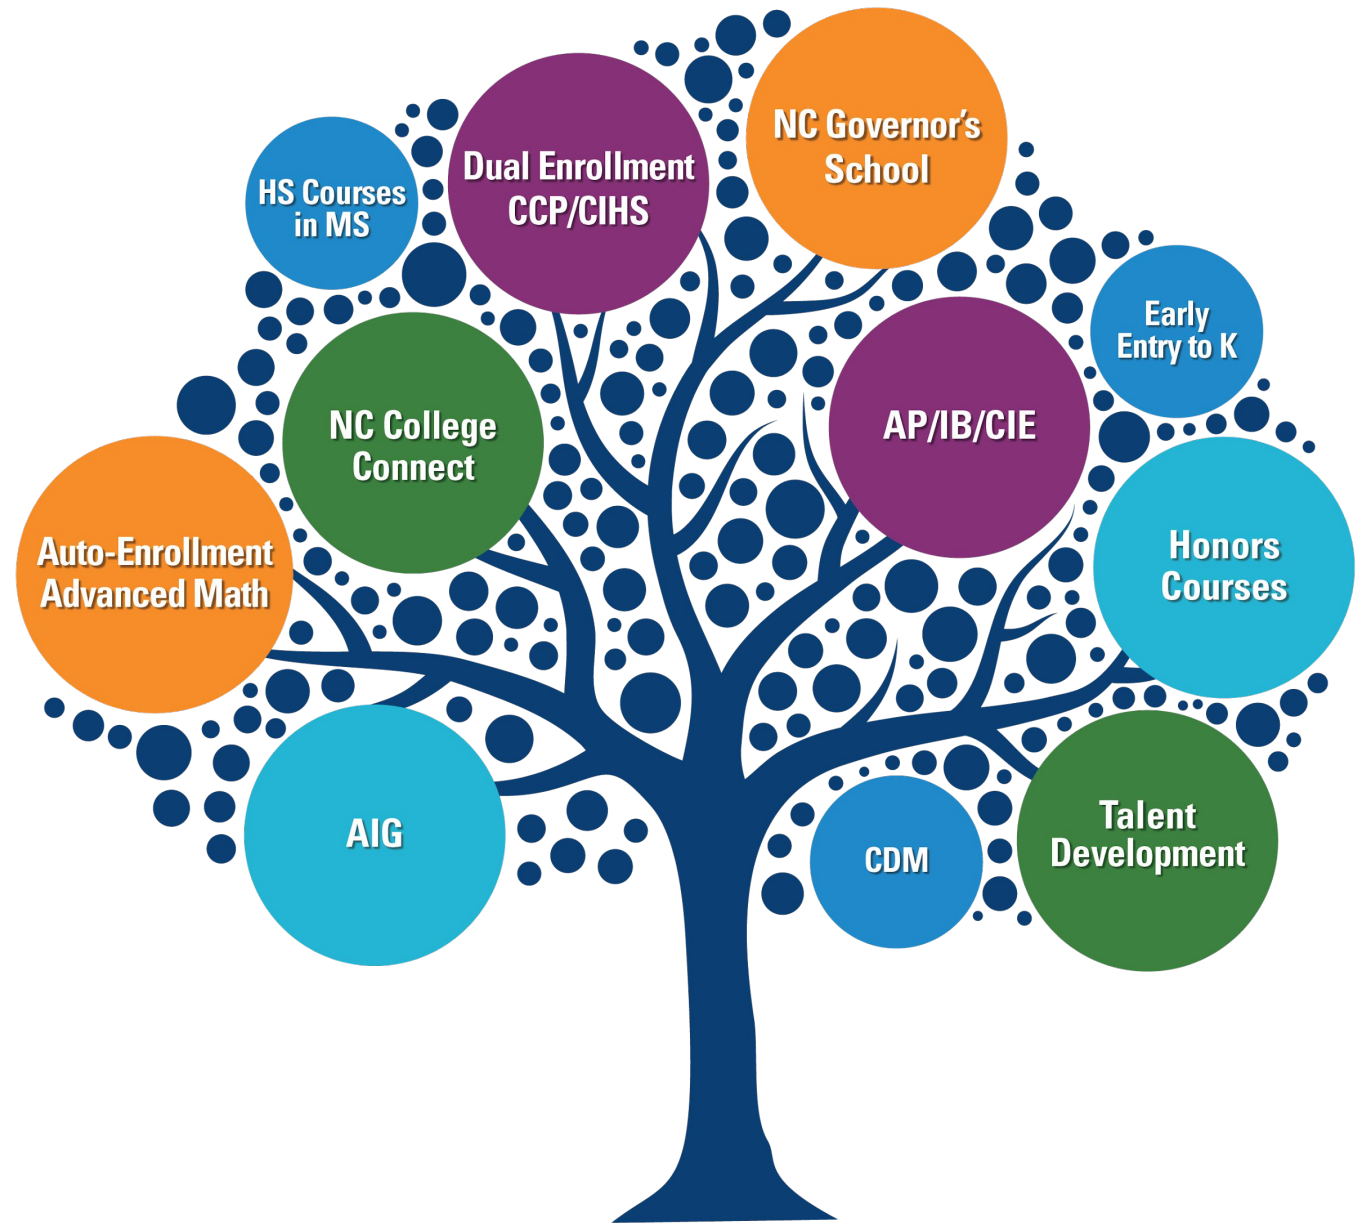 NC Governor's
School
Dual Enrollment
CCP/CIHS
HS Courses
in MS
Early
Entry to K
NC College
Connect
AP/IB/CIE
Auto-Enrollment
Advanced Math
Honors
Courses
AIG
CDM
Talent
Development